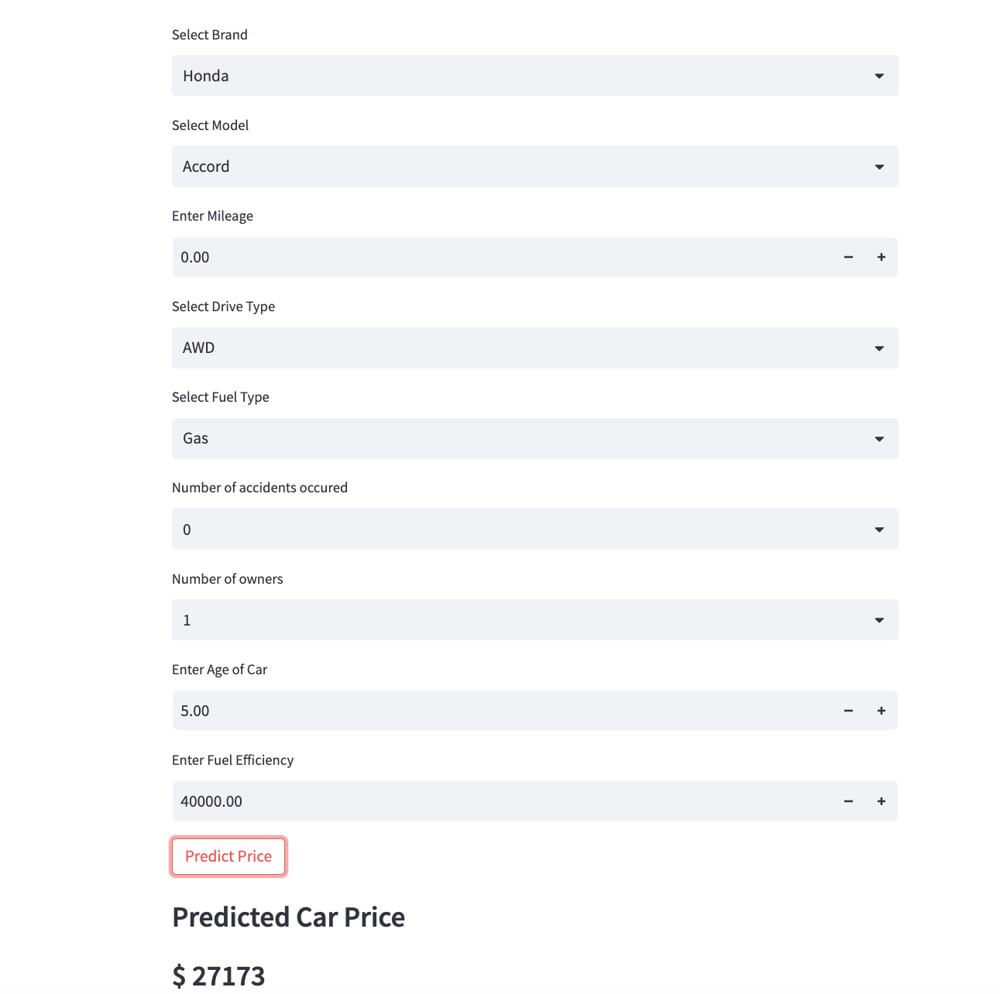 Select Brand
Honda
Select Model
Accord
Enter Mileage
0.00
Select Drive Type
AWD
Select Fuel Type
Gas
Number of accidents occured
0
Number of owners
1
Enter Age of Car
5.00
Enter Fuel Efficiency
40000.00
Predict Price
Predicted Car Price
$ 27173